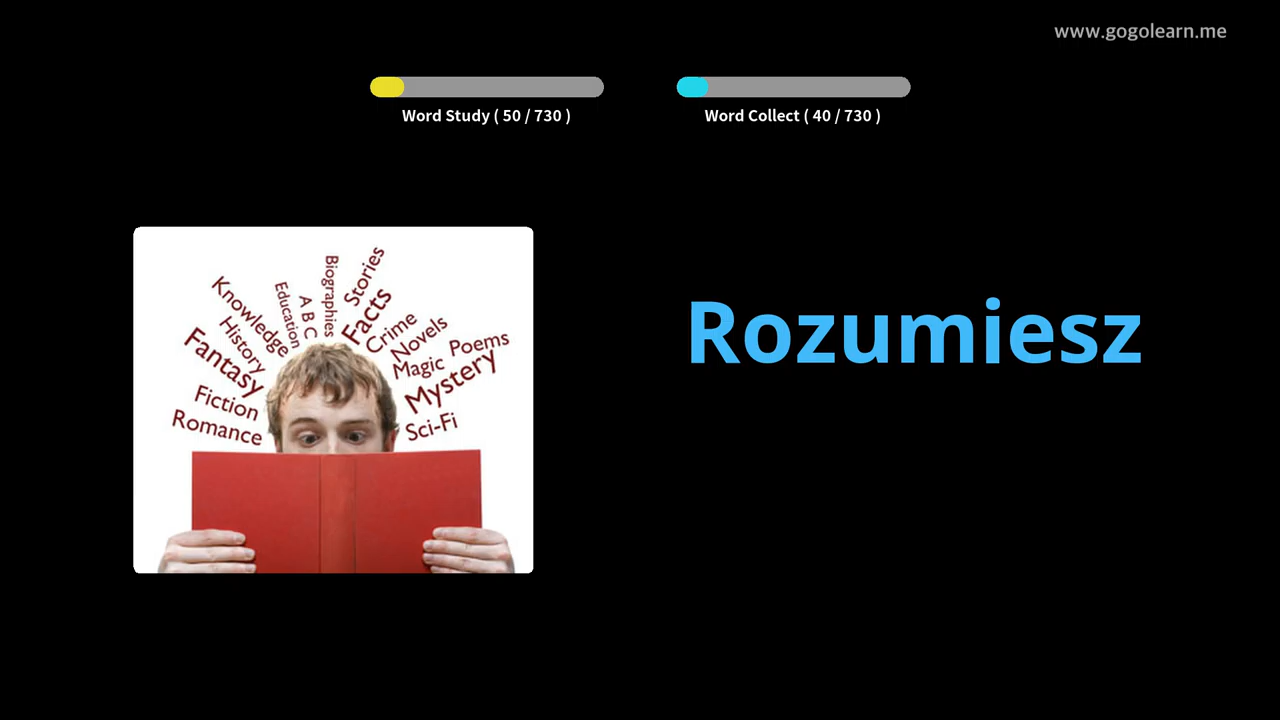 www.gogolearn.me
Word Study ( 50 / 730 )
Word Collect ( 40 / 730 )
Rozumiesz
Knowledge
History
Fantasy
Fiction
Romance
Education
A B C
Biographies
Stories
Facts
Crime
Novels
Magic
Poems
Mystery
Sci-Fi